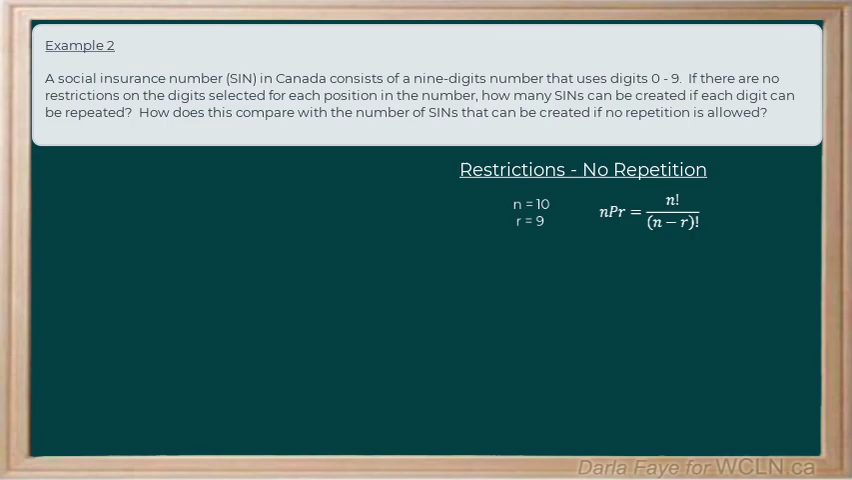 Example 2
A social insurance number (SIN) in Canada consists of a nine-digits number that uses digits 0 - 9. If there are no
restrictions on the digits selected for each position in the number, how many SINs can be created if each digit can
be repeated? How does this compare with the number of SINs that can be created if no repetition is allowed?
Restrictions - No Repetition
n = 10
r = 9
nPr = n! / (n − r)!
Darla Faye for WCLN.ca